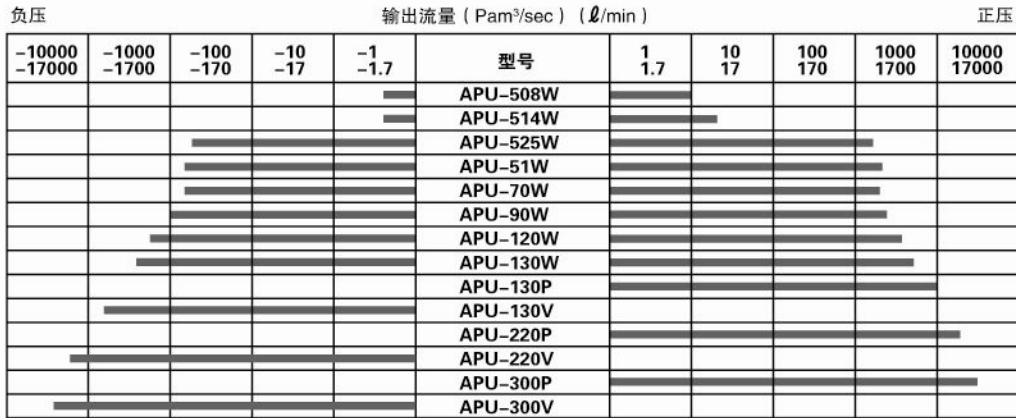 负压 输出流量 ( Pam³/sec ) ( ℓ/min ) 正压
−10000 −1000 −100 −10 −1 型号 1 10 100 1000 10000
−17000 −1700 −170 −17 −1.7 1.7 17 170 1700 17000
APU−508W
APU−514W
APU−525W
APU−51W
APU−70W
APU−90W
APU−120W
APU−130W
APU−130P
APU−130V
APU−220P
APU−220V
APU−300P
APU−300V